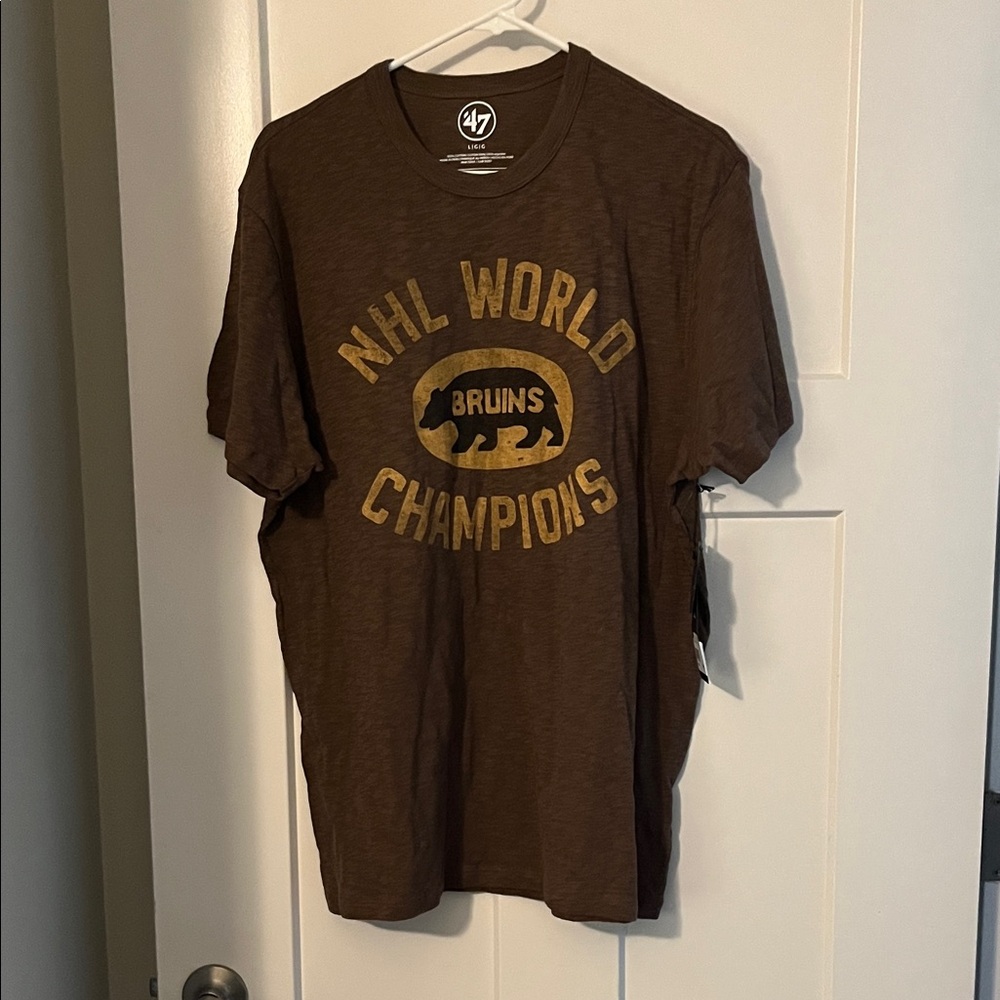 '47
L|G|G
NHL WORLD
BRUINS
CHAMPIONS